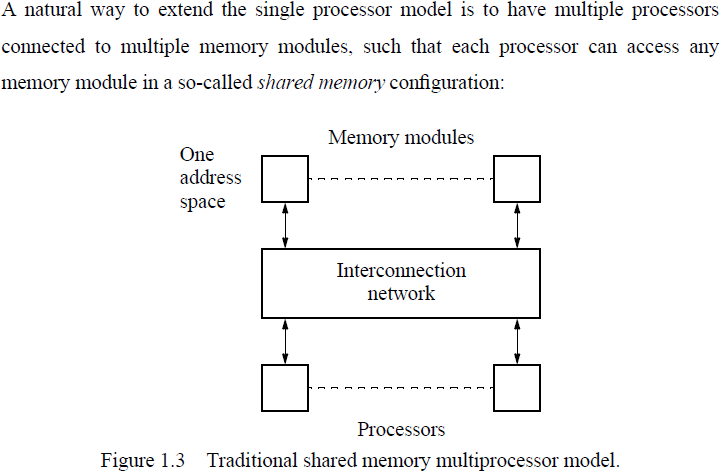 A natural way to extend the single processor model is to have multiple processors
connected to multiple memory modules, such that each processor can access any
memory module in a so-called shared memory configuration:
Memory modules
One
address
space
Interconnection
network
Processors
Figure 1.3 Traditional shared memory multiprocessor model.